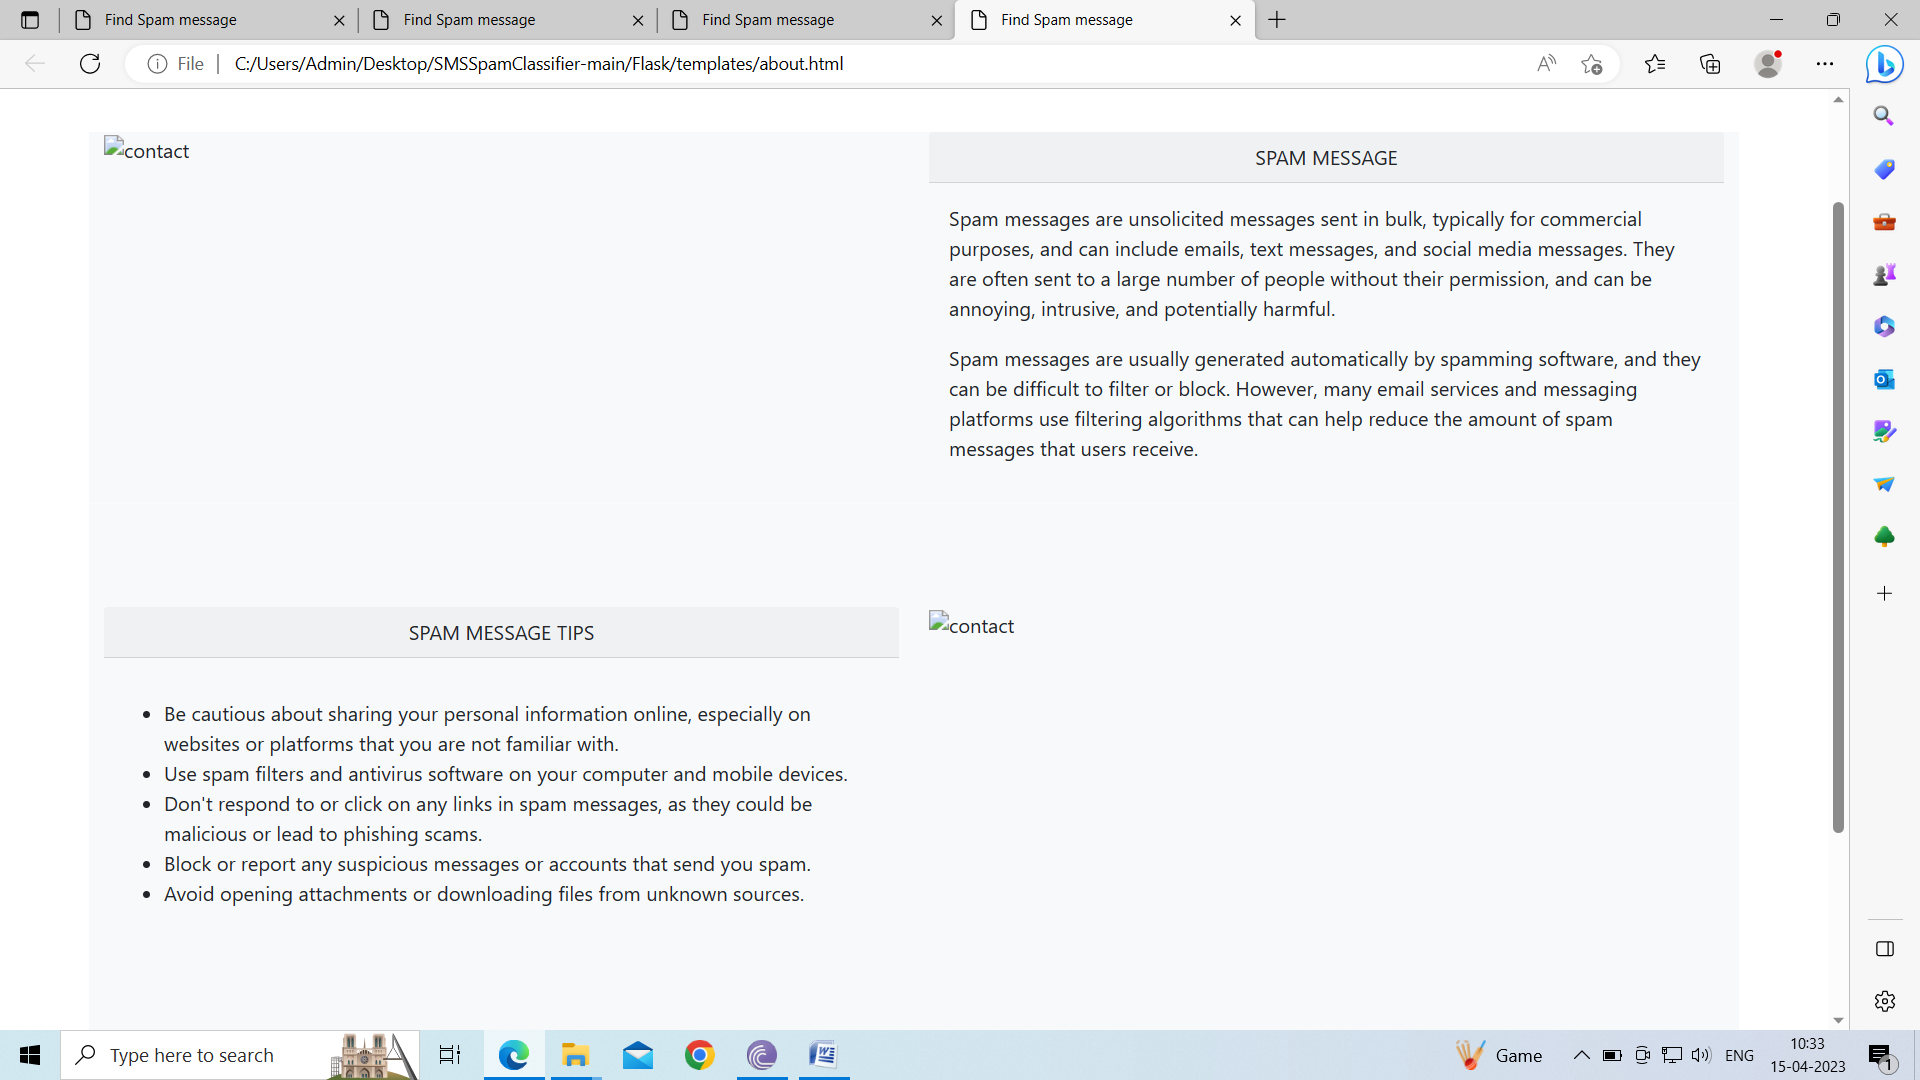 Find Spam message
Find Spam message
Find Spam message
Find Spam message
File
C:/Users/Admin/Desktop/SMSSpamClassifier-main/Flask/templates/about.html
contact
SPAM MESSAGE
Spam messages are unsolicited messages sent in bulk, typically for commercial
purposes, and can include emails, text messages, and social media messages. They
are often sent to a large number of people without their permission, and can be
annoying, intrusive, and potentially harmful.
Spam messages are usually generated automatically by spamming software, and they
can be difficult to filter or block. However, many email services and messaging
platforms use filtering algorithms that can help reduce the amount of spam
messages that users receive.
SPAM MESSAGE TIPS
Be cautious about sharing your personal information online, especially on
websites or platforms that you are not familiar with.
Use spam filters and antivirus software on your computer and mobile devices.
Don't respond to or click on any links in spam messages, as they could be
malicious or lead to phishing scams.
Block or report any suspicious messages or accounts that send you spam.
Avoid opening attachments or downloading files from unknown sources.
contact
Type here to search
Game
ENG
10:33
15-04-2023
1